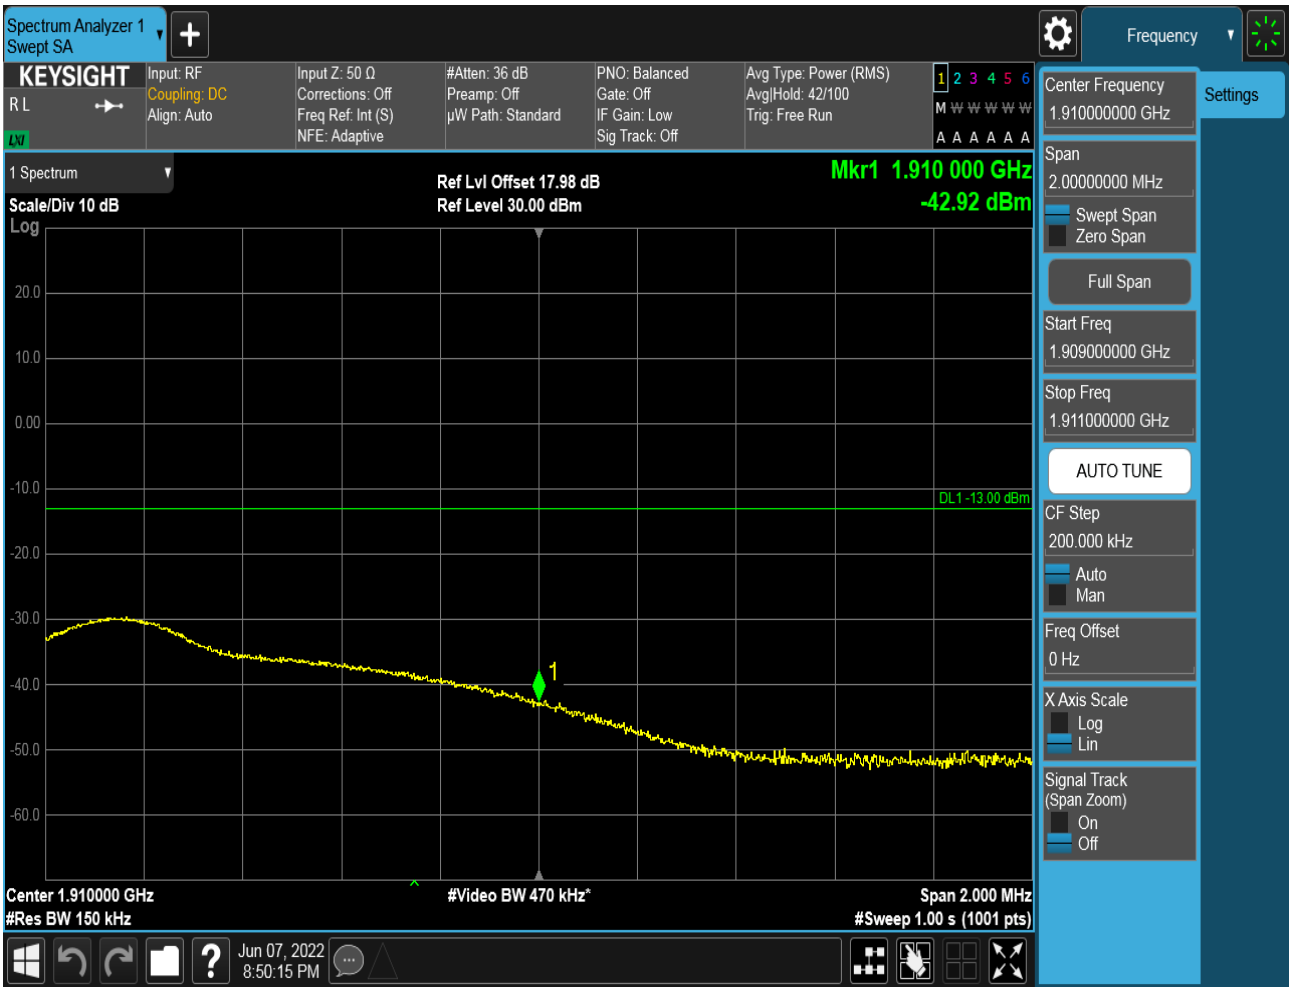 Spectrum Analyzer 1
Swept SA
Frequency
KEYSIGHT
R L
LXI
Input: RF
Coupling: DC
Align: Auto
Input Z: 50 Ω
Corrections: Off
Freq Ref: Int (S)
NFE: Adaptive
#Atten: 36 dB
Preamp: Off
µW Path: Standard
PNO: Balanced
Gate: Off
IF Gain: Low
Sig Track: Off
Avg Type: Power (RMS)
Avg|Hold: 42/100
Trig: Free Run
1 2 3 4 5 6
M W W W W W
A A A A A A
1 Spectrum
Scale/Div 10 dB
Log
Ref Lvl Offset 17.98 dB
Ref Level 30.00 dBm
Mkr1 1.910 000 GHz
-42.92 dBm
20.0
10.0
0.00
-10.0
DL1 -13.00 dBm
-20.0
-30.0
1
-40.0
-50.0
-60.0
Center 1.910000 GHz
#Res BW 150 kHz
#Video BW 470 kHz*
Span 2.000 MHz
#Sweep 1.00 s (1001 pts)
Center Frequency
1.910000000 GHz
Settings
Span
2.00000000 MHz
Swept Span
Zero Span
Full Span
Start Freq
1.909000000 GHz
Stop Freq
1.911000000 GHz
AUTO TUNE
CF Step
200.000 kHz
Auto
Man
Freq Offset
0 Hz
X Axis Scale
Log
Lin
Signal Track
(Span Zoom)
On
Off
?
Jun 07, 2022
8:50:15 PM